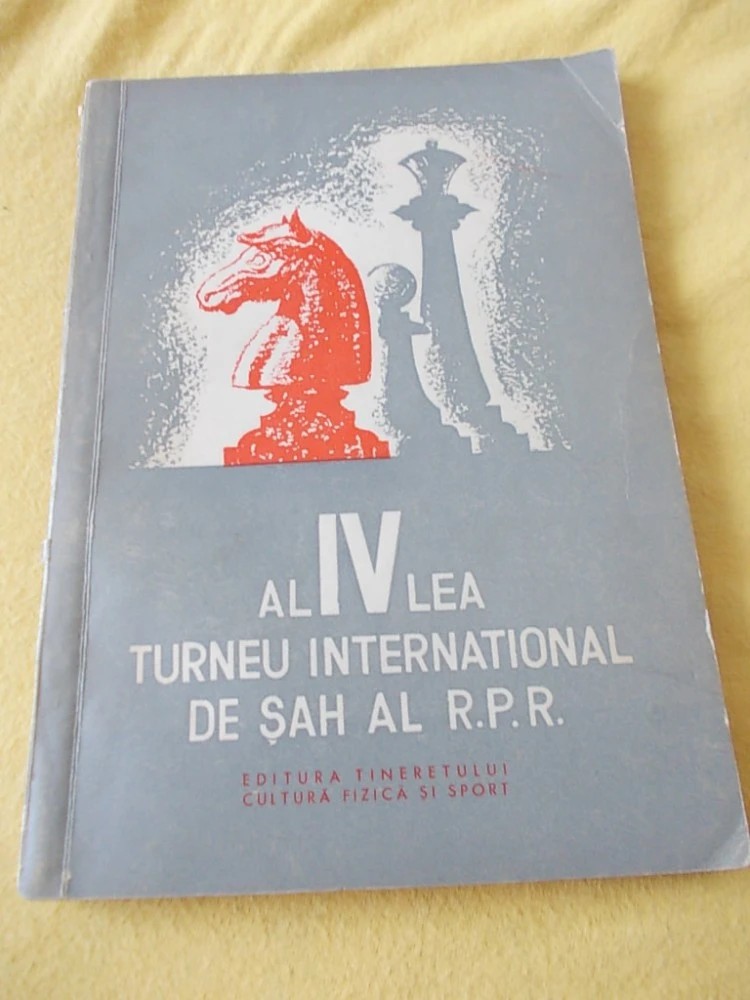 AL IV LEA
TURNEU INTERNATIONAL
DE ȘAH AL R.P.R.
EDITURA TINERETULUI
CULTURĂ FIZICĂ ȘI SPORT